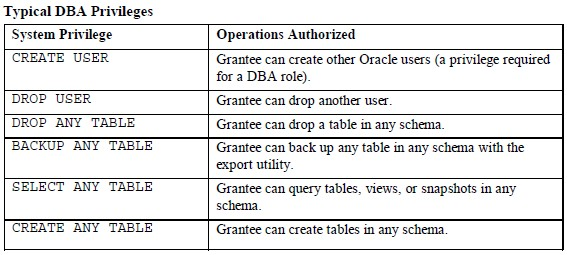 Typical DBA Privileges
System Privilege Operations Authorized
CREATE USER Grantee can create other Oracle users (a privilege required
for a DBA role).
DROP USER Grantee can drop another user.
DROP ANY TABLE Grantee can drop a table in any schema.
BACKUP ANY TABLE Grantee can back up any table in any schema with the
export utility.
SELECT ANY TABLE Grantee can query tables, views, or snapshots in any
schema.
CREATE ANY TABLE Grantee can create tables in any schema.